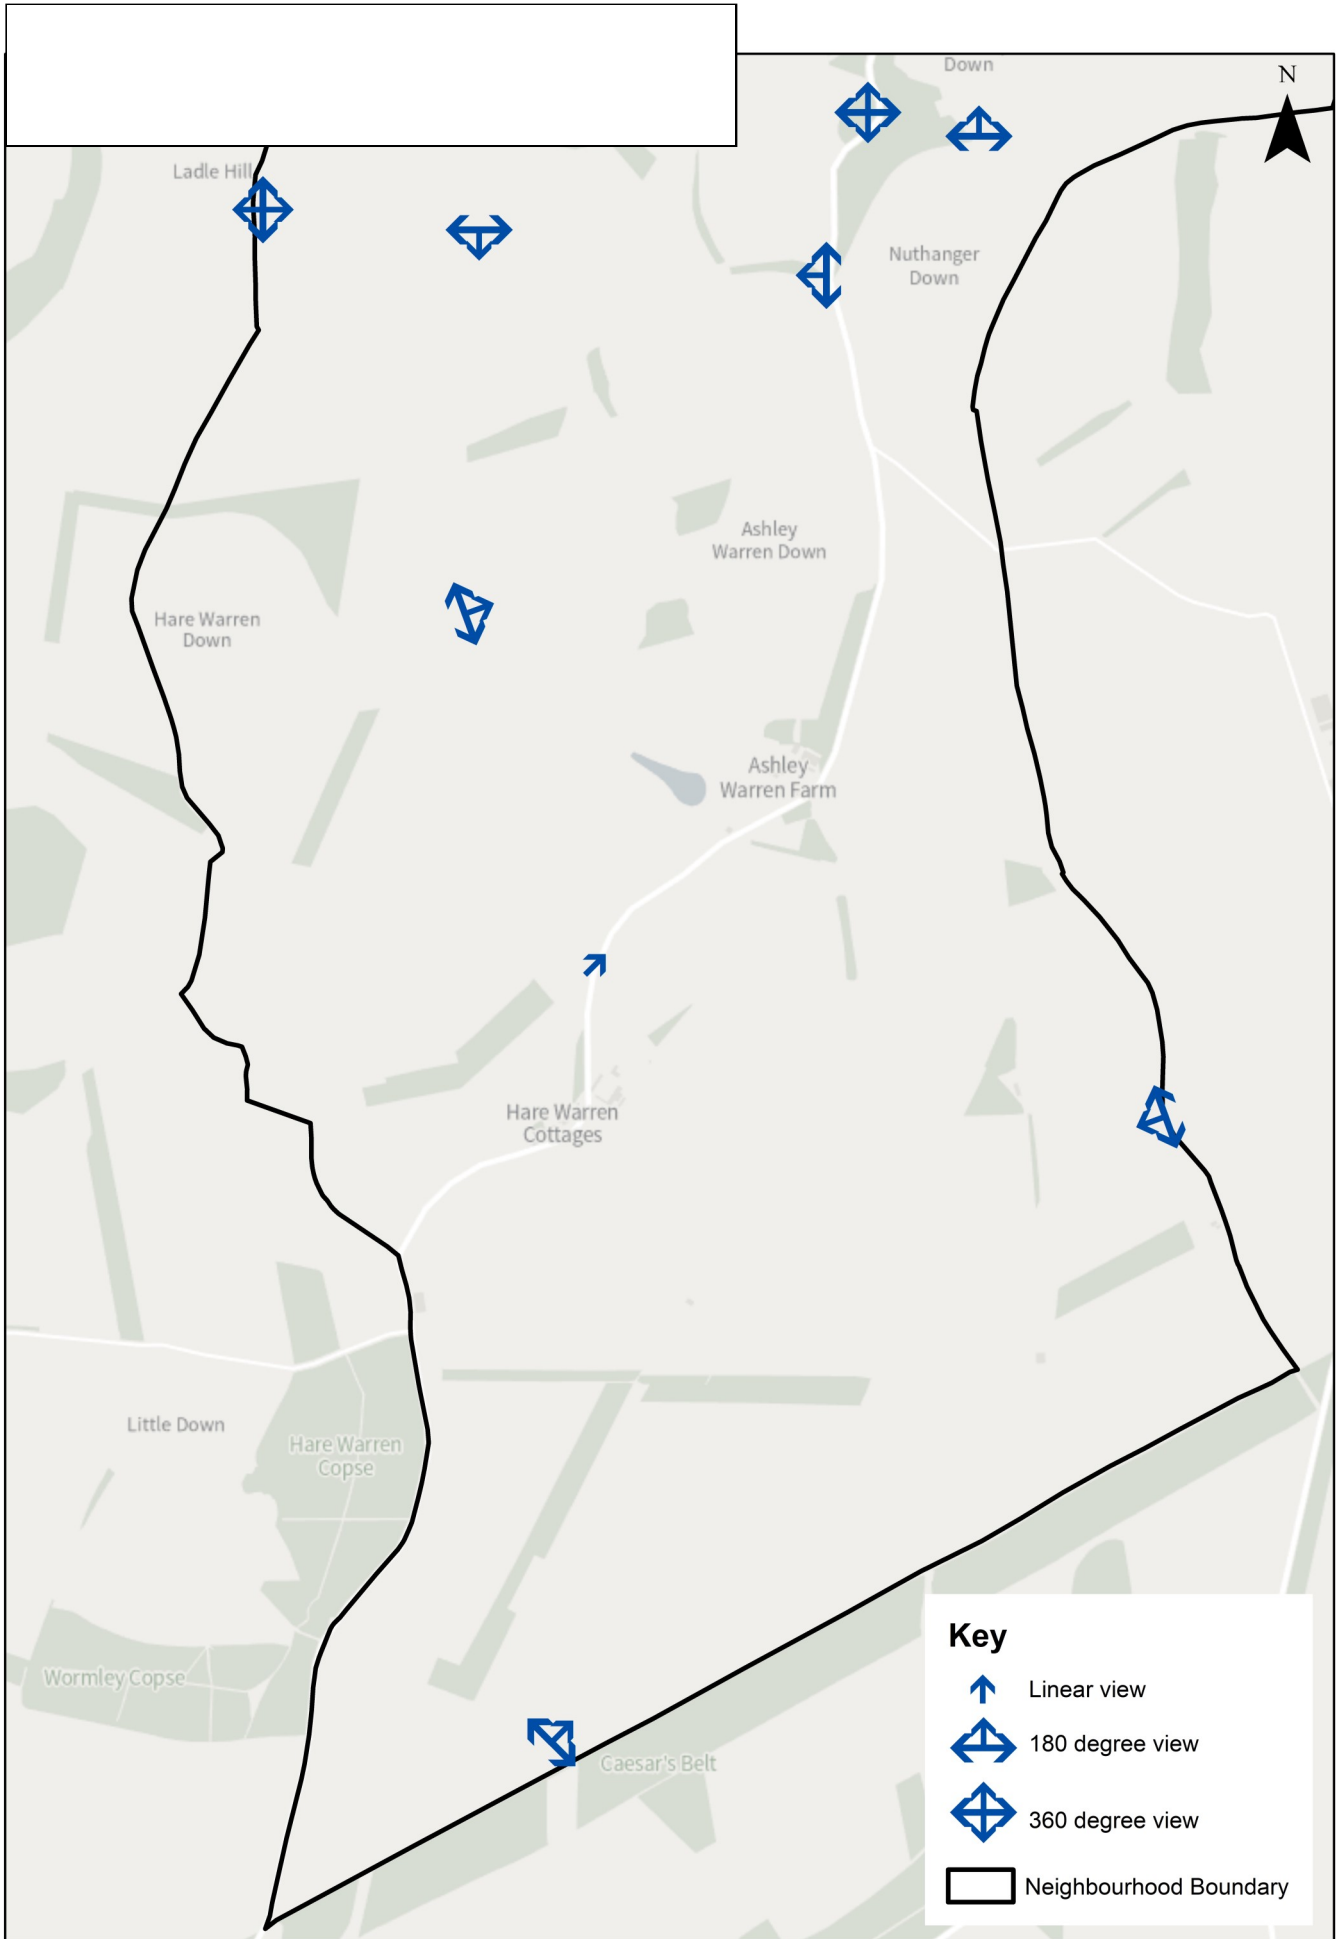 Down
N
Ladle Hill
Nuthanger
Down
Ashley
Warren Down
Hare Warren
Down
Ashley
Warren Farm
Hare Warren
Cottages
Little Down
Hare Warren
Copse
Wormley Copse
Caesar's Belt
Key
Linear view
180 degree view
360 degree view
Neighbourhood Boundary